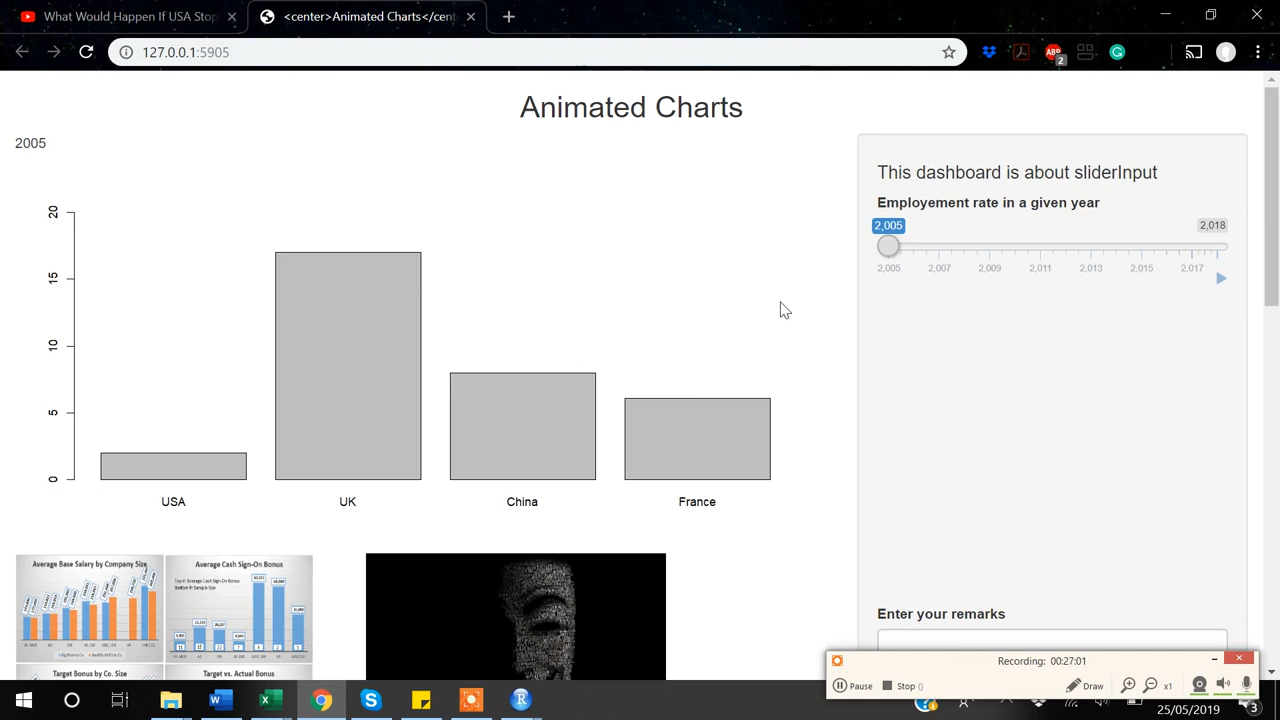 What Would Happen If USA Stop
<center>Animated Charts</cent
127.0.0.1:5905
ABP
2
Animated Charts
2005
This dashboard is about sliderInput
Employement rate in a given year
2,005
2,018
2,005 2,007 2,009 2,011 2,013 2,015 2,017
20
15
10
5
0
USA UK China France
Average Base Salary by Company Size
Average Cash Sign-On Bonus
Target Bonus by Co. Size
Target vs. Actual Bonus
Enter your remarks
Recording: 00:27:01
Pause
Stop
Draw
x1
25/05/2019
3